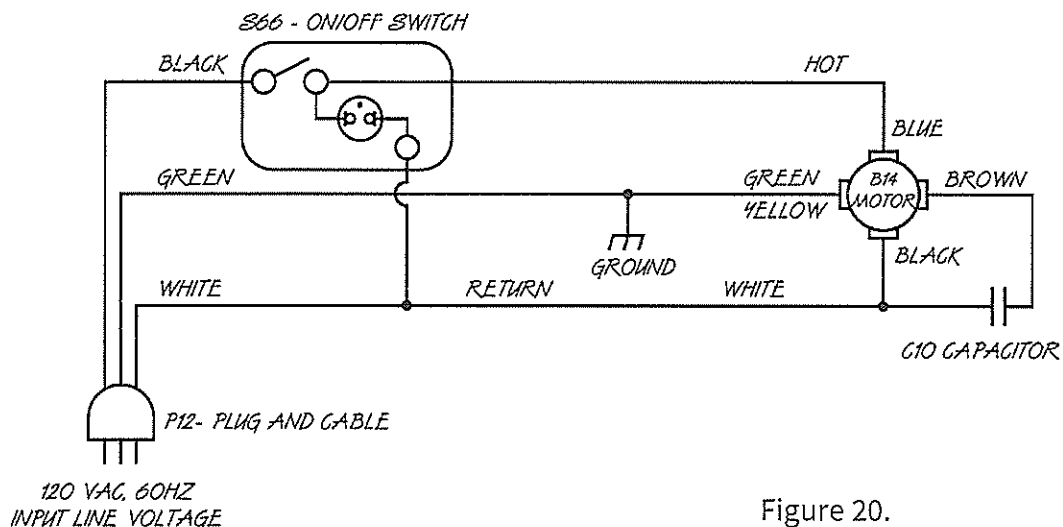 S66 - ON/OFF SWITCH
BLACK
HOT
BLUE
GREEN
GREEN
YELLOW
B14
MOTOR
BROWN
GROUND
BLACK
WHITE
RETURN
WHITE
C10 CAPACITOR
P12- PLUG AND CABLE
120 VAC, 60HZ
INPUT LINE VOLTAGE
Figure 20.